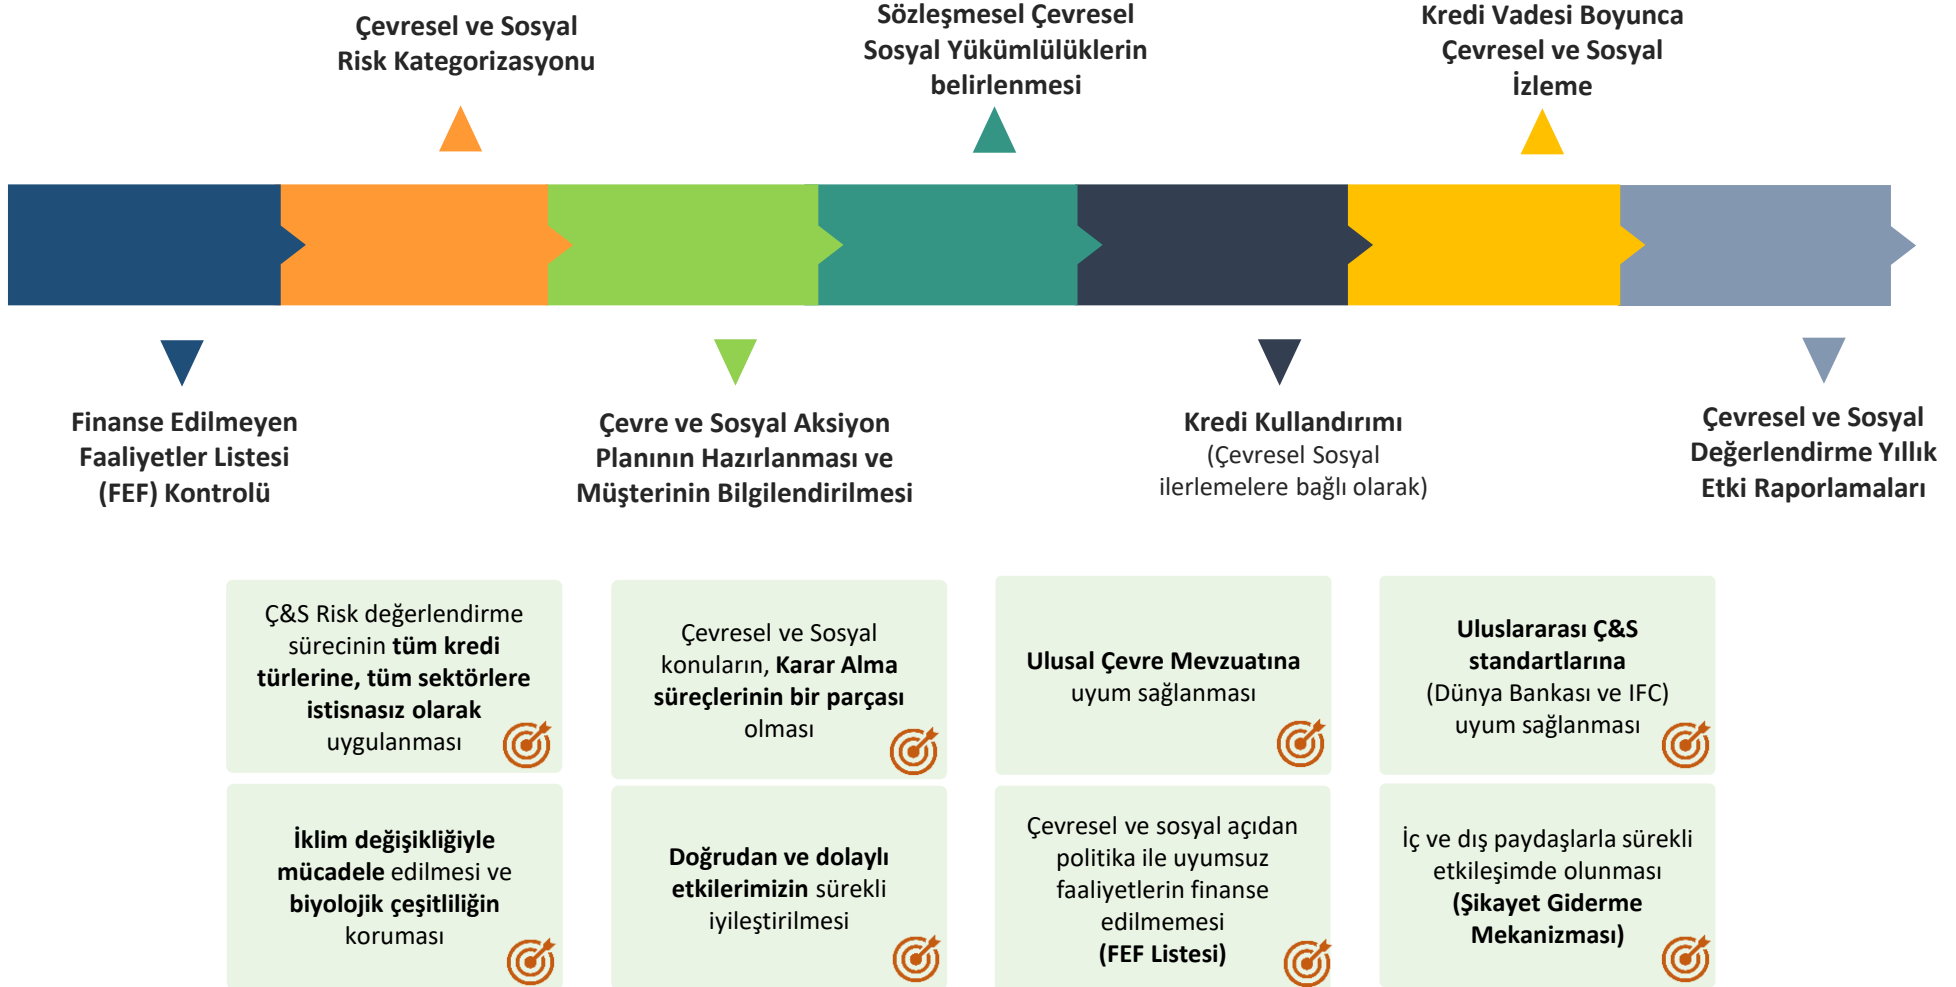 Çevresel ve Sosyal
Risk Kategorizasyonu
Sözleşmesel Çevresel
Sosyal Yükümlülüklerin
belirlenmesi
Kredi Vadesi Boyunca
Çevresel ve Sosyal
İzleme
Finanse Edilmeyen
Faaliyetler Listesi
(FEF) Kontrolü
Çevre ve Sosyal Aksiyon
Planının Hazırlanması ve
Müşterinin Bilgilendirilmesi
Kredi Kullandırımı
(Çevresel Sosyal
ilerlemelere bağlı olarak)
Çevresel ve Sosyal
Değerlendirme Yıllık
Etki Raporlamaları
Ç&S Risk değerlendirme
sürecinin tüm kredi
türlerine, tüm sektörlere
istisnasız olarak
uygulanması
Çevresel ve Sosyal
konuların, Karar Alma
süreçlerinin bir parçası
olması
Ulusal Çevre Mevzuatına
uyum sağlanması
Uluslararası Ç&S
standartlarına
(Dünya Bankası ve IFC)
uyum sağlanması
İklim değişikliğiyle
mücadele edilmesi ve
biyolojik çeşitliliğin
koruması
Doğrudan ve dolaylı
etkilerimizin sürekli
iyileştirilmesi
Çevresel ve sosyal açıdan
politika ile uyumsuz
faaliyetlerin finanse
edilmemesi
(FEF Listesi)
İç ve dış paydaşlarla sürekli
etkileşimde olunması
(Şikayet Giderme
Mekanizması)